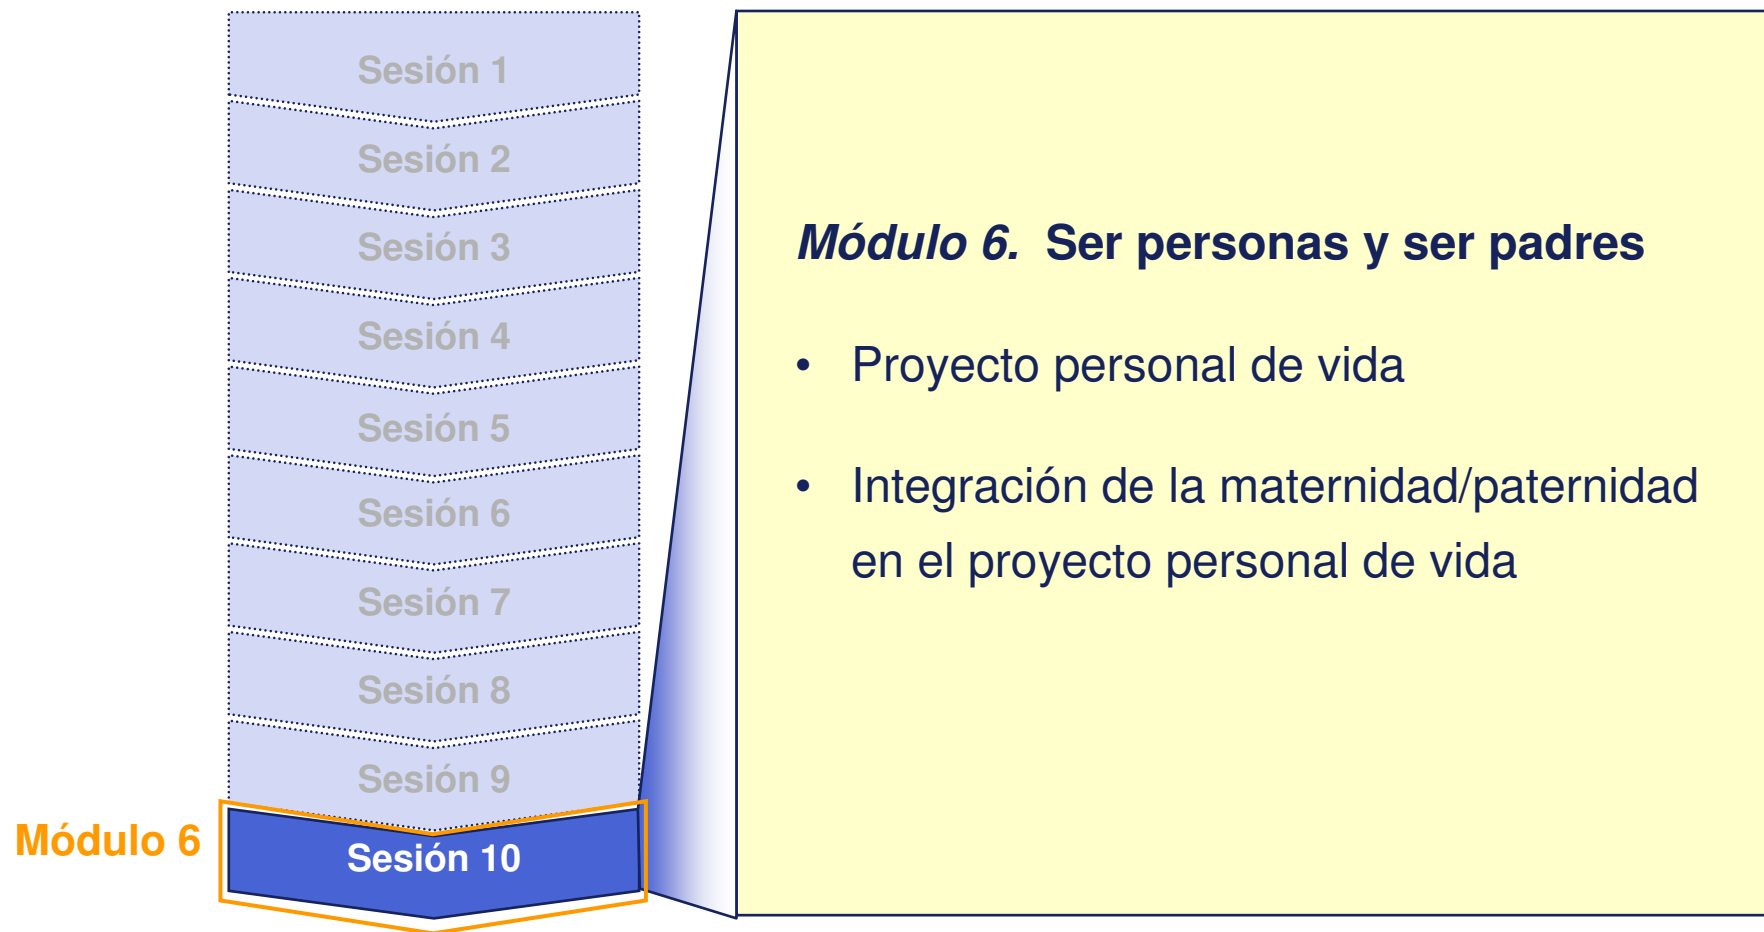 Sesión 1
Sesión 2
Sesión 3
Sesión 4
Sesión 5
Sesión 6
Sesión 7
Sesión 8
Sesión 9
Módulo 6
Sesión 10
Módulo 6. Ser personas y ser padres
• Proyecto personal de vida
• Integración de la maternidad/paternidad
en el proyecto personal de vida